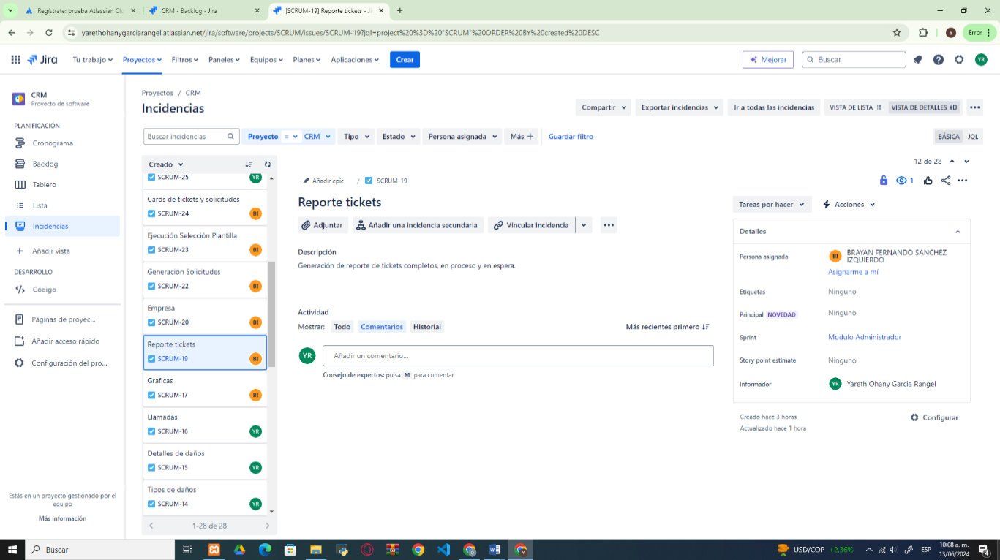 Regístrate: prueba Atlassian Clo
CRM - Backlog - Jira
[SCRUM-19] Reporte tickets - Ji
yarethohanygarciarangel.atlassian.net/jira/software/projects/SCRUM/issues/SCRUM-19?jql=project%20%3D%20"SCRUM"%20ORDER%20BY%20created%20DESC
Y
Error
Jira
Tu trabajo
Proyectos
Filtros
Paneles
Equipos
Planes
Aplicaciones
Crear
Mejorar
Buscar
YR
CRM
Proyecto de software
PLANIFICACIÓN
Cronograma
Backlog
Tablero
Lista
Incidencias
Añadir vista
DESARROLLO
Código
Páginas de proyec...
Añadir acceso rápido
Configuración del pro...
Estás en un proyecto gestionado por el
equipo
Más información
Proyectos / CRM
Incidencias
Compartir
Exportar incidencias
Ir a todas las incidencias
VISTA DE LISTA
VISTA DE DETALLES
Buscar incidencias
Proyecto = CRM
Tipo
Estado
Persona asignada
Más +
Guardar filtro
BÁSICA
JQL
Creado
SCRUM-25 YR
Cards de tickets y solicitudes
SCRUM-24 BI
Ejecución Selección Plantilla
SCRUM-23 BI
Generación Solicitudes
SCRUM-22 BI
Empresa
SCRUM-20 BI
Reporte tickets
SCRUM-19 BI
Graficas
SCRUM-17 BI
Llamadas
SCRUM-16 YR
Detalles de daños
SCRUM-15 YR
Tipos de daños
SCRUM-14 YR
1-28 de 28
12 de 28
Añadir epic / SCRUM-19
1
Reporte tickets
Adjuntar
Añadir una incidencia secundaria
Vincular incidencia
Descripción
Generación de reporte de tickets completos, en proceso y en espera.
Actividad
Mostrar: Todo Comentarios Historial
Más recientes primero
YR
Añadir un comentario...
Consejo de expertos: pulsa M para comentar
Tareas por hacer
Acciones
Detalles
Persona asignada
BI
BRAYAN FERNANDO SANCHEZ
IZQUIERDO
Asignarme a mí
Etiquetas
Ninguno
Principal NOVEDAD
Ninguno
Sprint
Modulo Administrador
Story point estimate
Ninguno
Informador
YR Yareth Ohany Garcia Rangel
Creado hace 3 horas
Actualizado hace 1 hora
Configurar
Buscar
USD/COP +2,36%
ESP
10:08 a. m.
13/06/2024
4